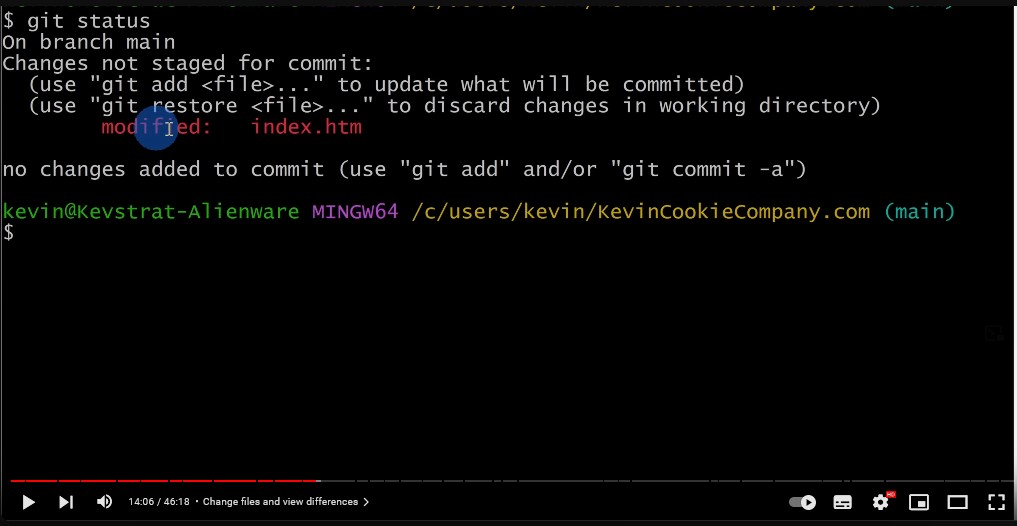 $ git status
On branch main
Changes not staged for commit:
(use "git add <file>..." to update what will be committed)
(use "git restore <file>..." to discard changes in working directory)
modified: index.htm
no changes added to commit (use "git add" and/or "git commit -a")
kevin@Kevstrat-Alienware MINGW64 /c/users/kevin/KevinCookieCompany.com (main)
$
14:06 / 46:18 • Change files and view differences >
HD